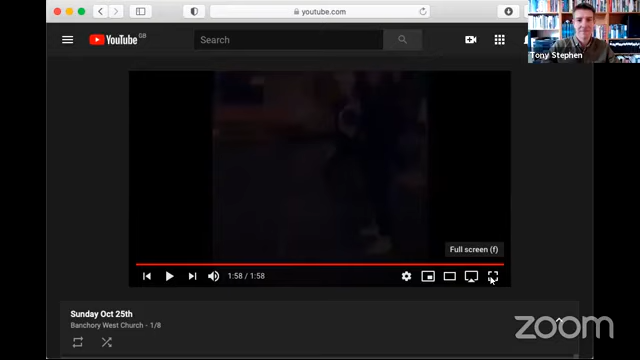 youtube.com
YouTube GB
Search
Tony Stephen
Full screen (f)
1:58 / 1:58
Sunday Oct 25th
Banchory West Church - 1/8
zoom